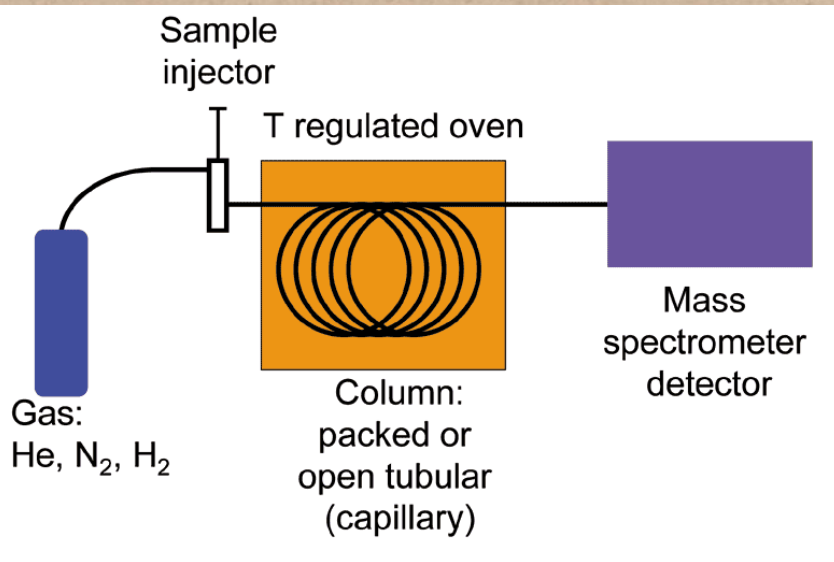 Sample
injector
T regulated oven
Gas:
He, N₂, H₂
Column:
packed or
open tubular
(capillary)
Mass
spectrometer
detector